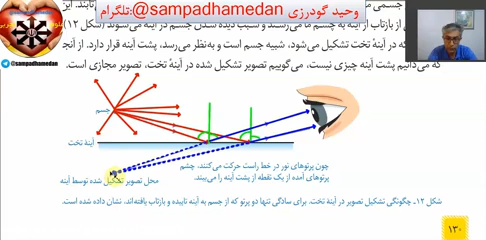 جسمی
تلگرام:@sampadhamedan وحید گودرزی
تابند.
از بازتاب از آینه به چشم ما می‌رسند و سبب دیده شدن جسم در آینه می‌شوند (شکل ۱۲)
که در آینهٔ تخت تشکیل می‌شود، شبیه جسم است و به‌نظر می‌رسد، پشت آینه قرار دارد. از آنجا
که می‌دانیم پشت آینه چیزی نیست، می‌گوییم تصویر تشکیل شده در آینهٔ تخت، تصویر مجازی است.
@sampadhamedan
جسم
آینهٔ تخت
چون پرتوهای نور در خط راست حرکت می‌کنند، چشم
پرتوهای آمده از یک نقطه از پشت آینه را می‌بیند.
محل تصویر تشکیل شده توسط آینه
شکل ۱۲ـ چگونگی تشکیل تصویر در آینهٔ تخت. برای سادگی تنها دو پرتو که از جسم به آینه تابیده و بازتاب یافته‌اند، نشان داده شده است.
۱۳۰